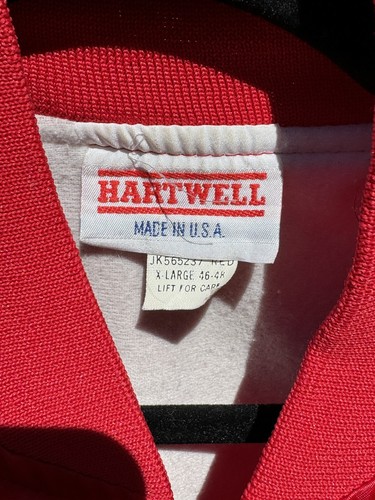 HARTWELL
MADE IN U.S.A.
JK565237 RED
X-LARGE 46-48
LIFT FOR CARE